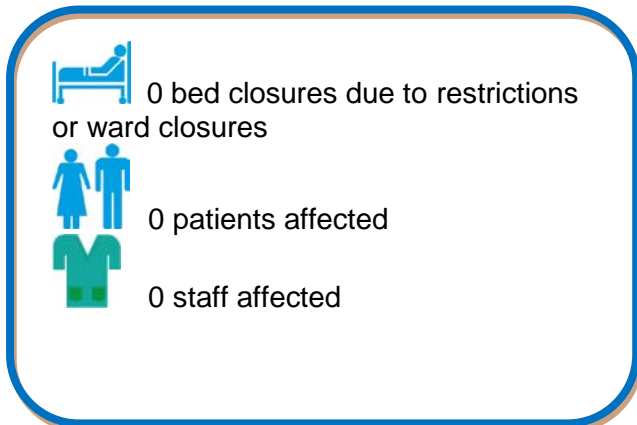 0 bed closures due to restrictions
or ward closures
0 patients affected
0 staff affected